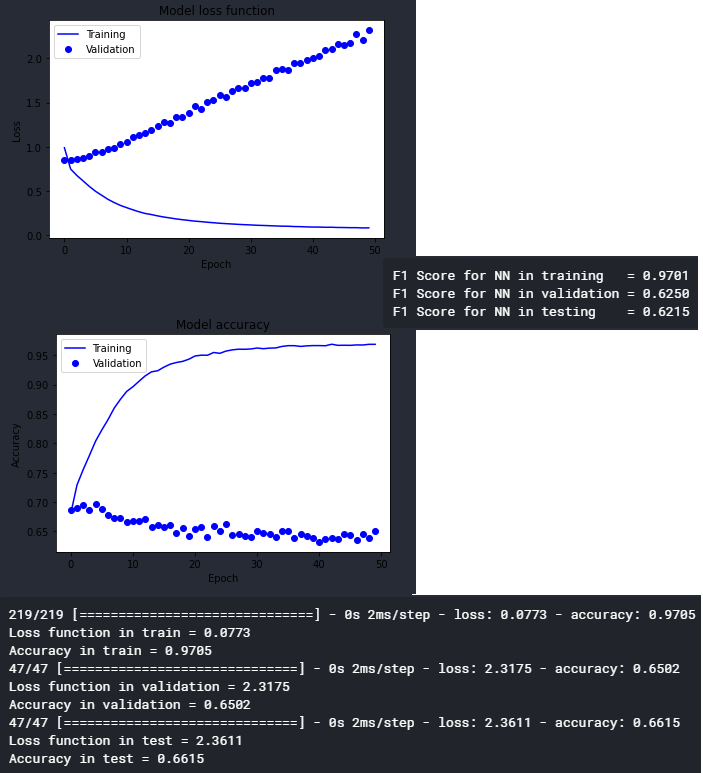 Model loss function
Training
Validation
2.0
1.5
1.0
0.5
0.0
Loss
0 10 20 30 40 50
Epoch
F1 Score for NN in training = 0.9701
F1 Score for NN in validation = 0.6250
F1 Score for NN in testing = 0.6215
Model accuracy
Training
Validation
0.95
0.90
0.85
0.80
0.75
0.70
0.65
Accuracy
0 10 20 30 40 50
Epoch
219/219 [==============================] - 0s 2ms/step - loss: 0.0773 - accuracy: 0.9705
Loss function in train = 0.0773
Accuracy in train = 0.9705
47/47 [==============================] - 0s 2ms/step - loss: 2.3175 - accuracy: 0.6502
Loss function in validation = 2.3175
Accuracy in validation = 0.6502
47/47 [==============================] - 0s 2ms/step - loss: 2.3611 - accuracy: 0.6615
Loss function in test = 2.3611
Accuracy in test = 0.6615